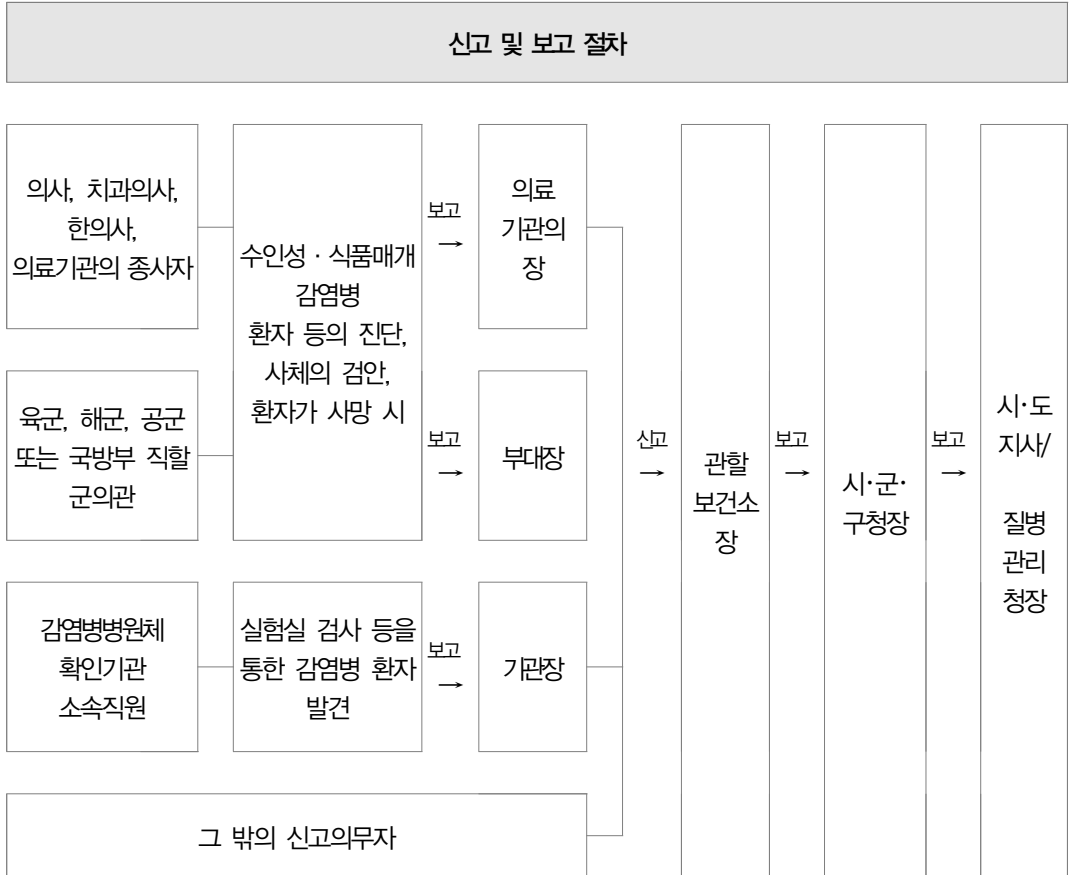 신고 및 보고 절차
의사, 치과의사,
한의사,
의료기관의 종사자
수인성·식품매개
감염병
환자 등의 진단,
사체의 검안,
환자가 사망 시
보고
→
의료
기관의
장
육군, 해군, 공군
또는 국방부 직할
군의관
보고
→
부대장
감염병병원체
확인기관
소속직원
실험실 검사 등을
통한 감염병 환자
발견
보고
→
기관장
그 밖의 신고의무자
신고
→
관할
보건소
장
보고
→
시·군·
구청장
보고
→
시·도
지사/
질병
관리
청장